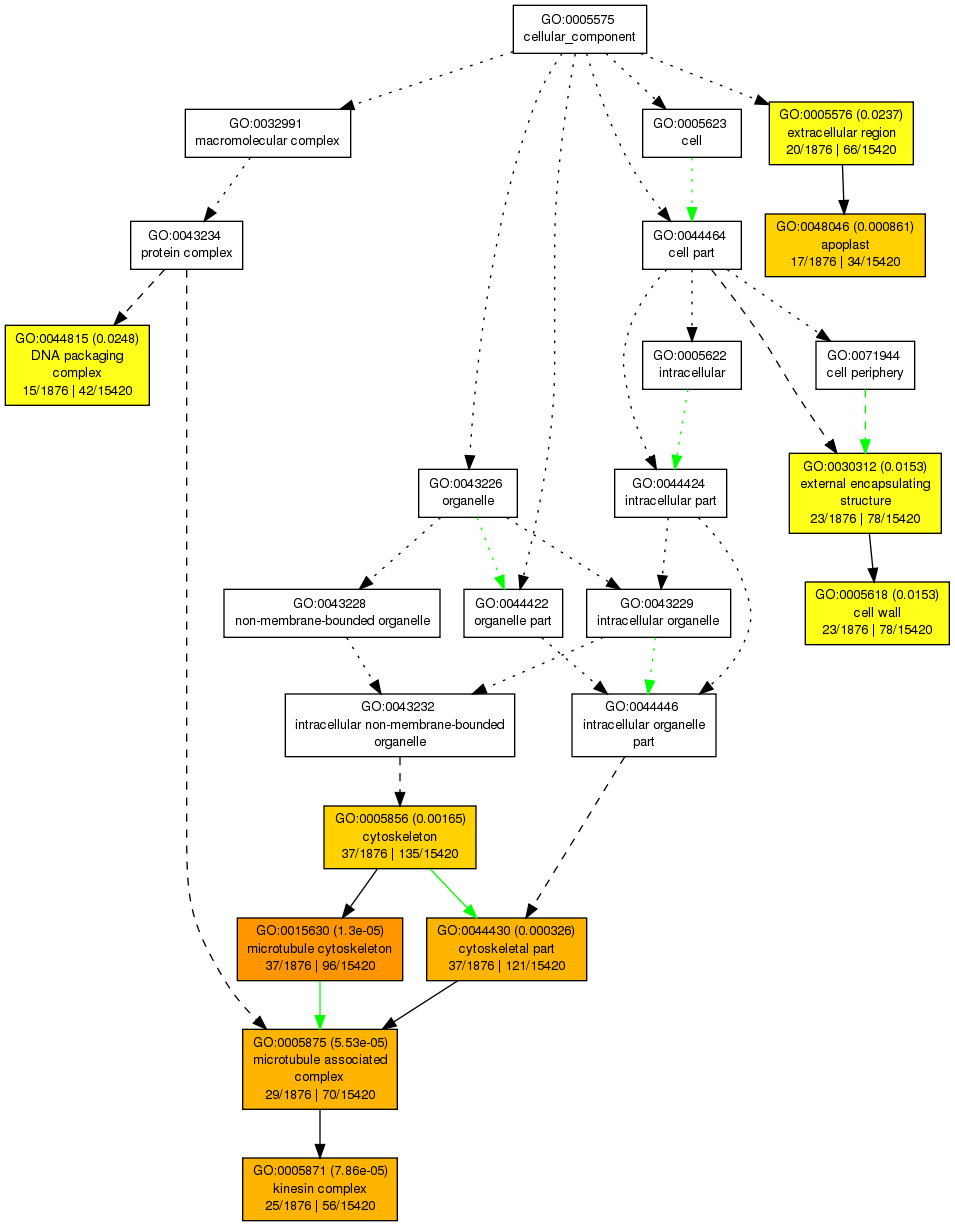 GO:0005575
cellular_component
GO:0032991
macromolecular complex
GO:0005623
cell
GO:0005576 (0.0237)
extracellular region
20/1876 | 66/15420
GO:0043234
protein complex
GO:0044464
cell part
GO:0048046 (0.000861)
apoplast
17/1876 | 34/15420
GO:0044815 (0.0248)
DNA packaging
complex
15/1876 | 42/15420
GO:0005622
intracellular
GO:0071944
cell periphery
GO:0043226
organelle
GO:0044424
intracellular part
GO:0030312 (0.0153)
external encapsulating
structure
23/1876 | 78/15420
GO:0043228
non-membrane-bounded organelle
GO:0044422
organelle part
GO:0043229
intracellular organelle
GO:0005618 (0.0153)
cell wall
23/1876 | 78/15420
GO:0043232
intracellular non-membrane-bounded
organelle
GO:0044446
intracellular organelle
part
GO:0005856 (0.00165)
cytoskeleton
37/1876 | 135/15420
GO:0015630 (1.3e-05)
microtubule cytoskeleton
37/1876 | 96/15420
GO:0044430 (0.000326)
cytoskeletal part
37/1876 | 121/15420
GO:0005875 (5.53e-05)
microtubule associated
complex
29/1876 | 70/15420
GO:0005871 (7.86e-05)
kinesin complex
25/1876 | 56/15420